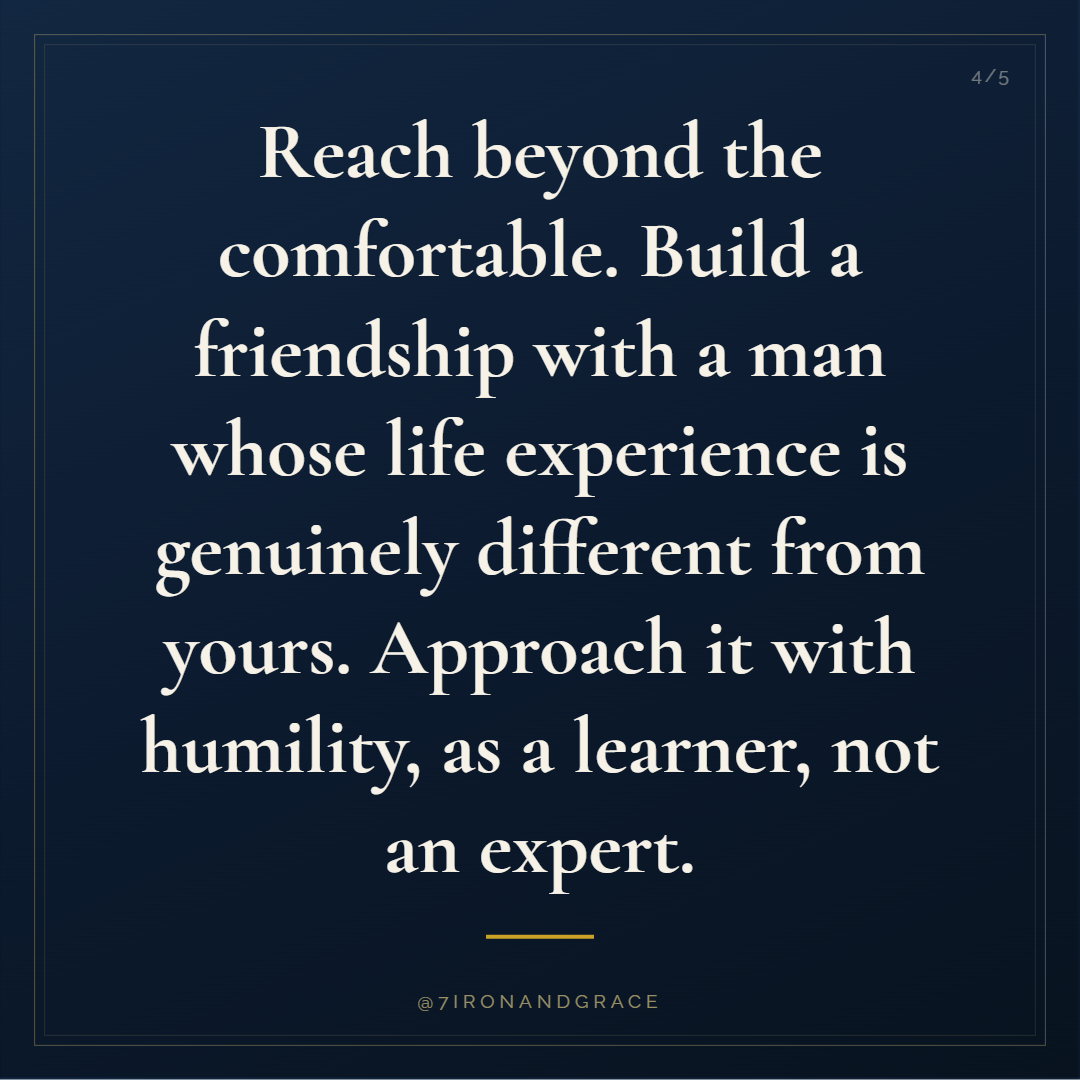 4/5
Reach beyond the
comfortable. Build a
friendship with a man
whose life experience is
genuinely different from
yours. Approach it with
humility, as a learner, not
an expert.
@7IRONANDGRACE